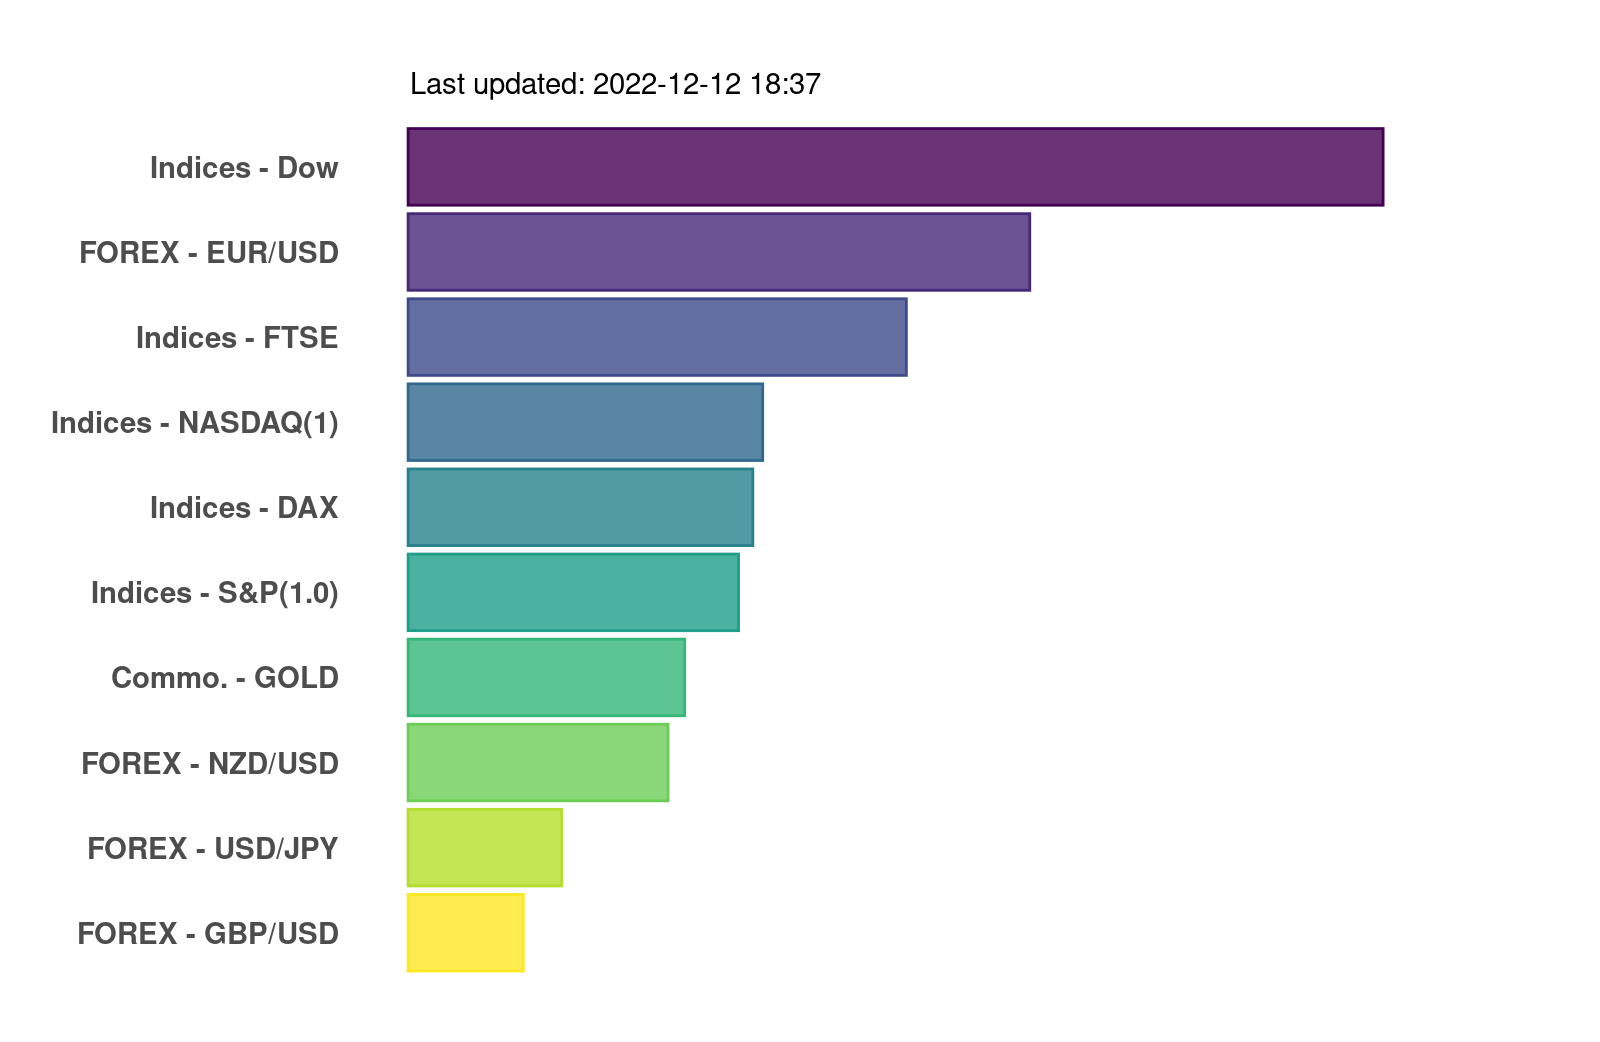 Last updated: 2022-12-12 18:37
Indices - Dow
FOREX - EUR/USD
Indices - FTSE
Indices - NASDAQ(1)
Indices - DAX
Indices - S&P(1.0)
Commo. - GOLD
FOREX - NZD/USD
FOREX - USD/JPY
FOREX - GBP/USD